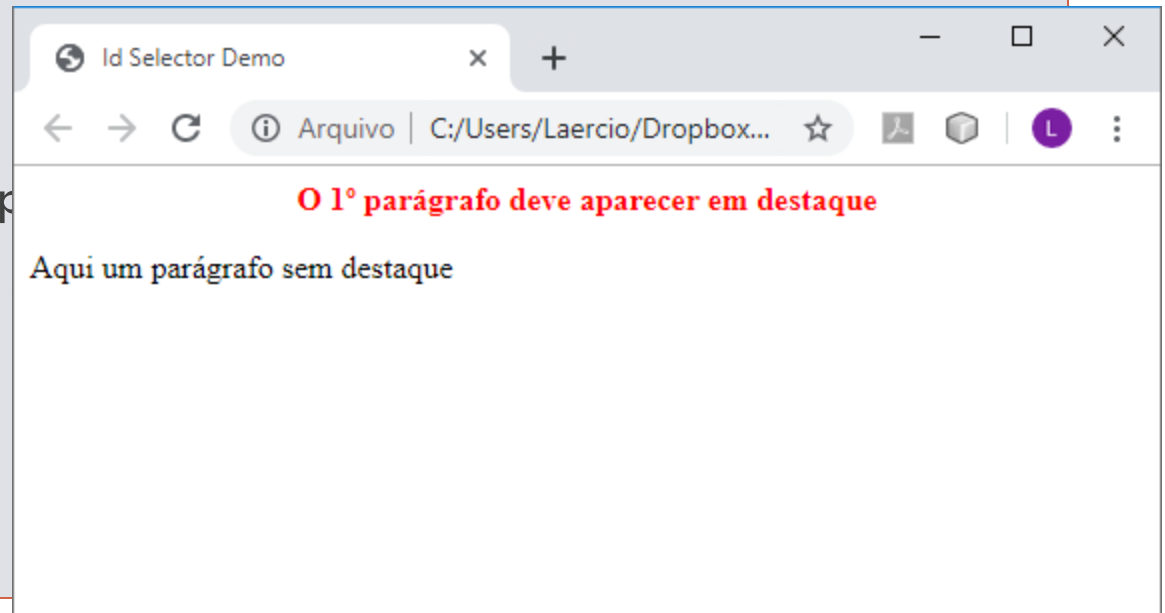 Id Selector Demo
Arquivo C:/Users/Laercio/Dropbox...
L
p
O 1º parágrafo deve aparecer em destaque
Aqui um parágrafo sem destaque